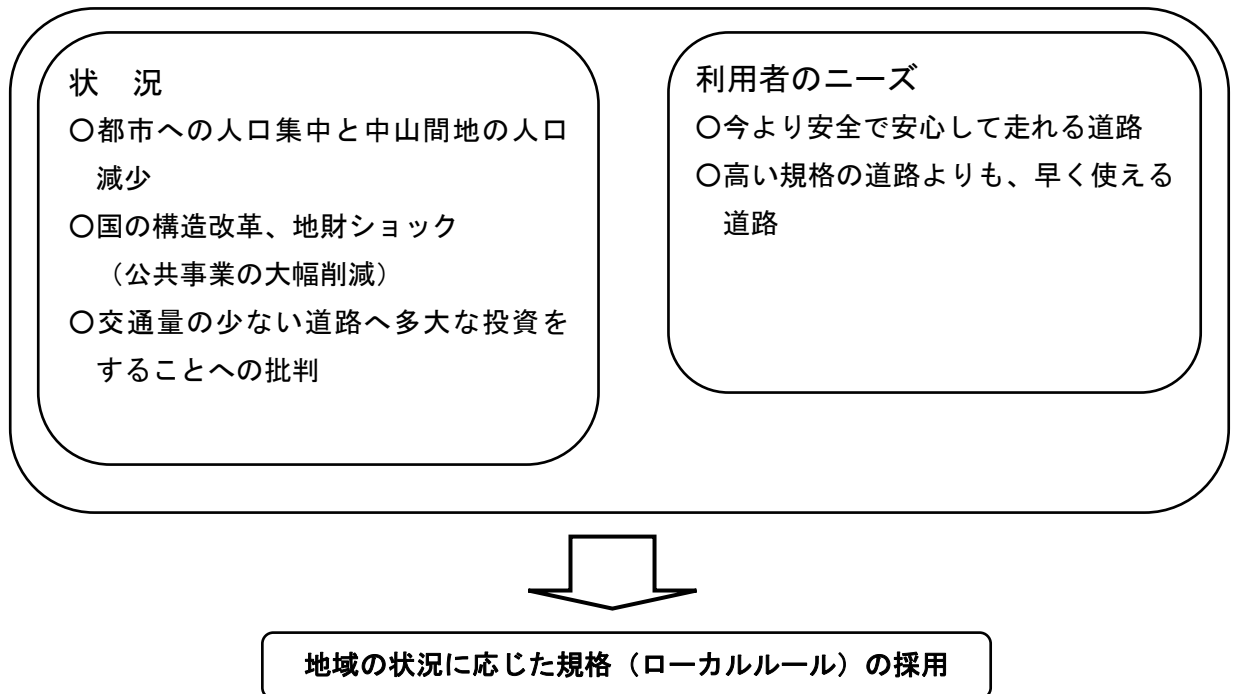 状　況
○都市への人口集中と中山間地の人口
減少
○国の構造改革、地財ショック
（公共事業の大幅削減）
○交通量の少ない道路へ多大な投資を
することへの批判
利用者のニーズ
○今より安全で安心して走れる道路
○高い規格の道路よりも、早く使える
道路
地域の状況に応じた規格（ローカルルール）の採用